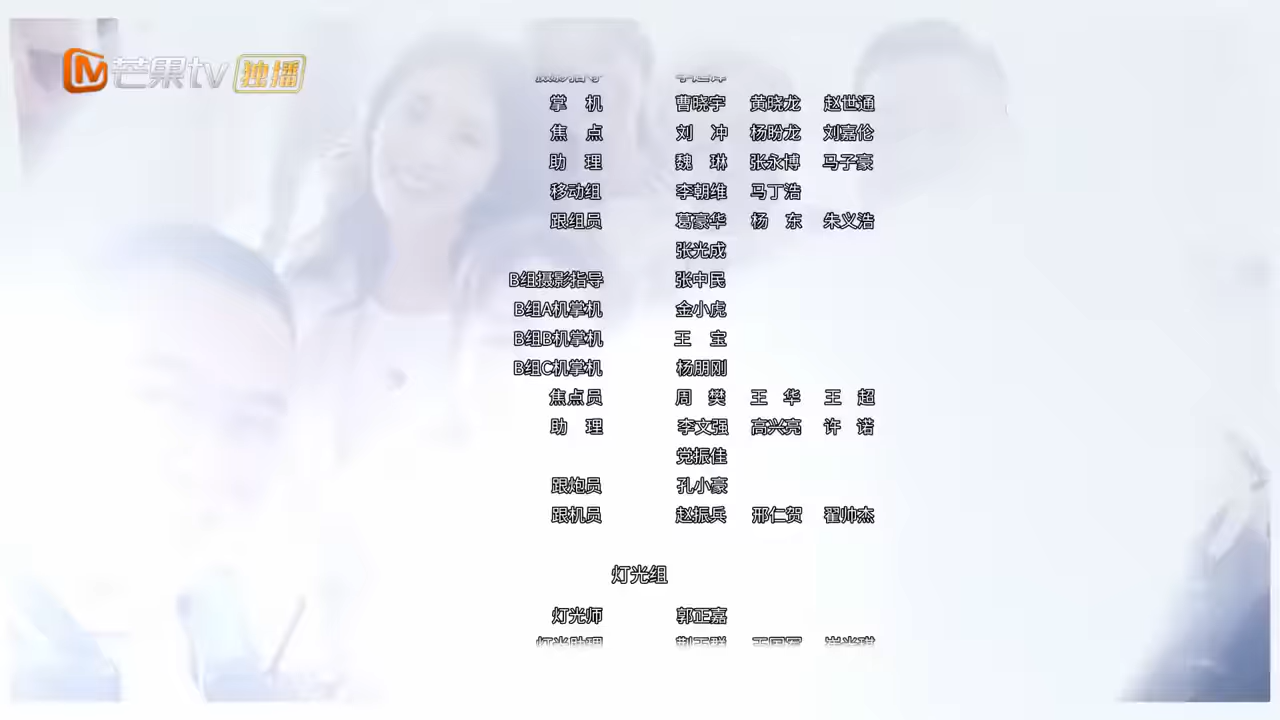 芒果tv 独播
掌 机 曹晓宇 黄晓龙 赵世通
焦 点 刘 冲 杨盼龙 刘嘉伦
助 理 魏 琳 张永博 马子豪
移动组 李朝维 马丁浩
跟组员 葛豪华 杨 东 朱义浩
张光成
B组摄影指导 张中民
B组A机掌机 金小虎
B组B机掌机 王 宝
B组C机掌机 杨朋刚
焦点员 周 樊 王 华 王 超
助 理 李文强 高兴亮 许 诺
党振佳
跟炮员 孔小豪
跟机员 赵振兵 邢仁贺 翟帅杰
灯光组
灯光师 郭正嘉
灯光助理